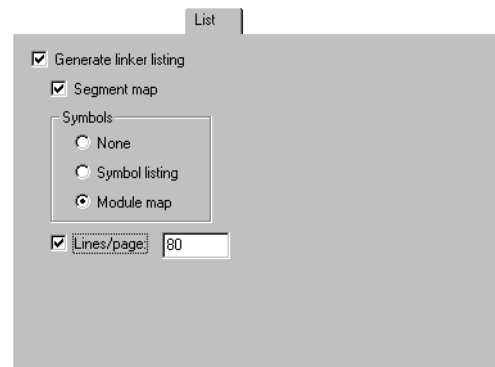 List
Generate linker listing
Segment map
Symbols
None
Symbol listing
Module map
Lines/page: 80